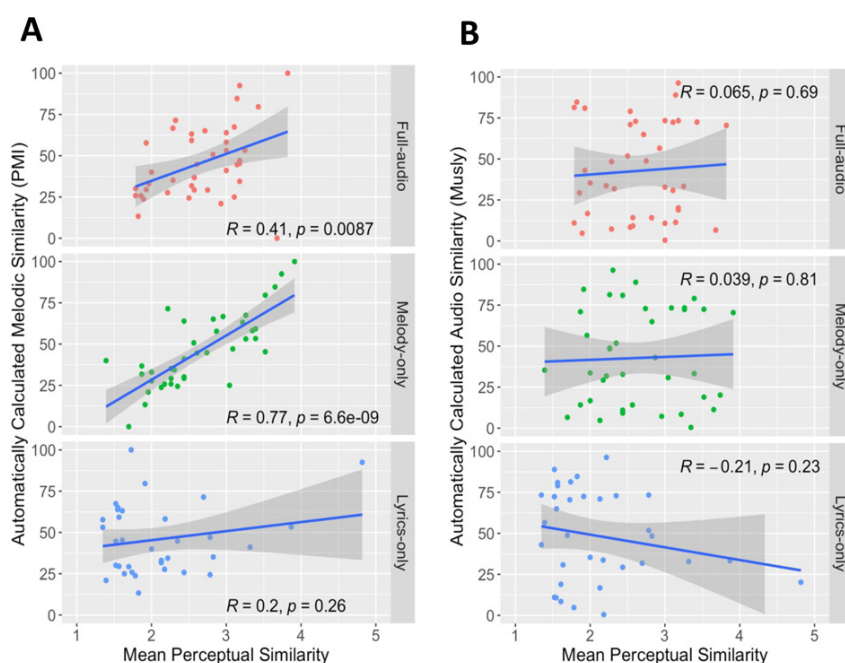 A
Automatically Calculated Melodic Similarity (PMI)
100
75
50
25
0
R = 0.41, p = 0.0087
Full-audio
100
75
50
25
0
R = 0.77, p = 6.6e-09
Melody-only
100
75
50
25
0
R = 0.2, p = 0.26
Lyrics-only
1 2 3 4 5
Mean Perceptual Similarity
B
Automatically Calculated Audio Similarity (Musly)
100
75
50
25
0
R = 0.065, p = 0.69
Full-audio
100
75
50
25
0
R = 0.039, p = 0.81
Melody-only
100
75
50
25
0
R = −0.21, p = 0.23
Lyrics-only
1 2 3 4 5
Mean Perceptual Similarity